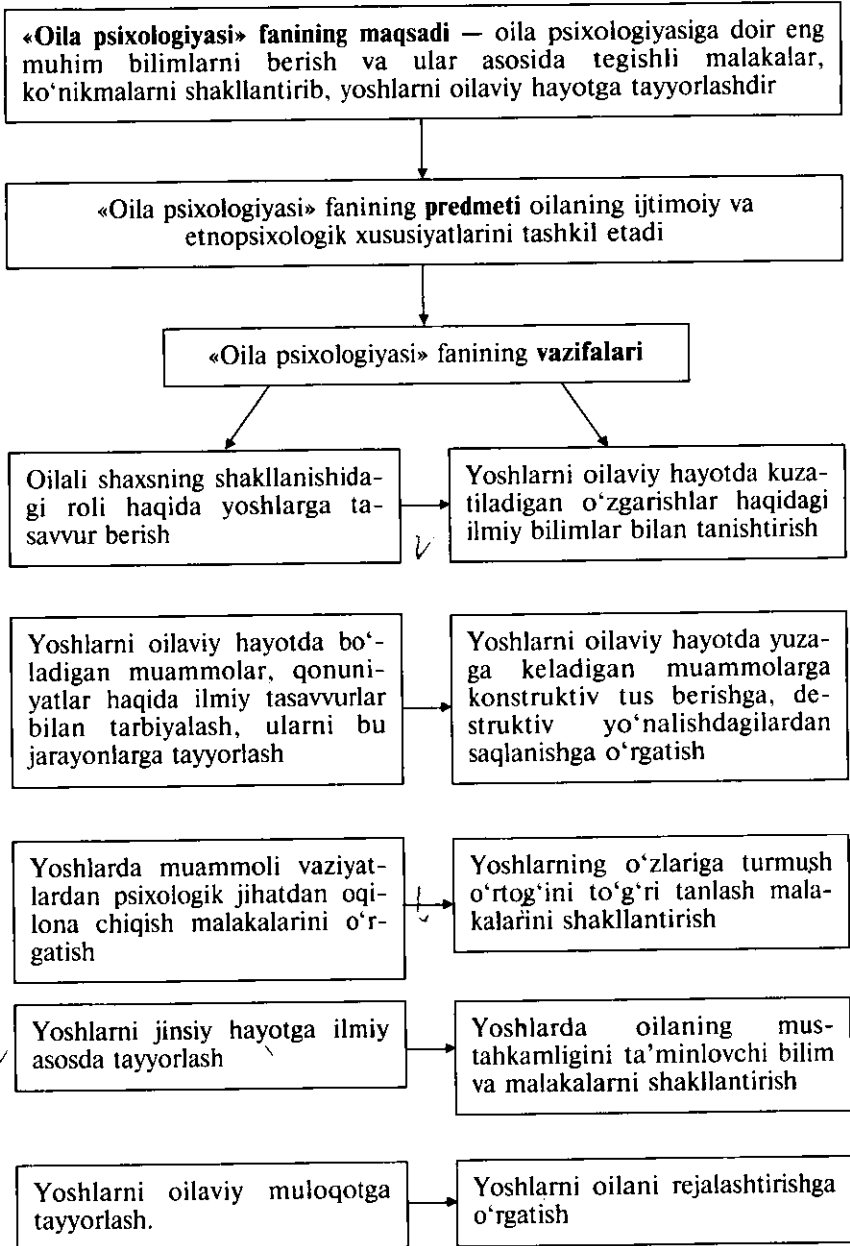 «Oila psixologiyasi» fanining maqsadi — oila psixologiyasiga doir eng
muhim bilimlarni berish va ular asosida tegishli malakalar,
ko‘nikmalarni shakllantirib, yoshlarni oilaviy hayotga tayyorlashdir
«Oila psixologiyasi» fanining predmeti oilaning ijtimoiy va
etnopsixologik xususiyatlarini tashkil etadi
«Oila psixologiyasi» fanining vazifalari
Oilali shaxsning shakllanishida-
gi roli haqida yoshlarga ta-
savvur berish
Yoshlarni oilaviy hayotda kuza-
tiladigan o‘zgarishlar haqidagi
ilmiy bilimlar bilan tanishtirish
Yoshlarni oilaviy hayotda bo‘-
ladigan muammolar, qonuni-
yatlar haqida ilmiy tasavvurlar
bilan tarbiyalash, ularni bu
jarayonlarga tayyorlash
Yoshlarni oilaviy hayotda yuza-
ga keladigan muammolarga
konstruktiv tus berishga, de-
struktiv yo‘nalishdagilardan
saqlanishga o‘rgatish
Yoshlarda muammoli vaziyat-
lardan psixologik jihatdan oqi-
lona chiqish malakalarini o‘r-
gatish
Yoshlarning o‘zlariga turmush
o‘rtog‘ini to‘g‘ri tanlash mala-
kalarini shakllantirish
Yoshlarni jinsiy hayotga ilmiy
asosda tayyorlash
Yoshlarda oilaning mus-
tahkamligini ta’minlovchi bilim
va malakalarni shakllantirish
Yoshlarni oilaviy muloqotga
tayyorlash.
Yoshlarni oilani rejalashtirishga
o‘rgatish